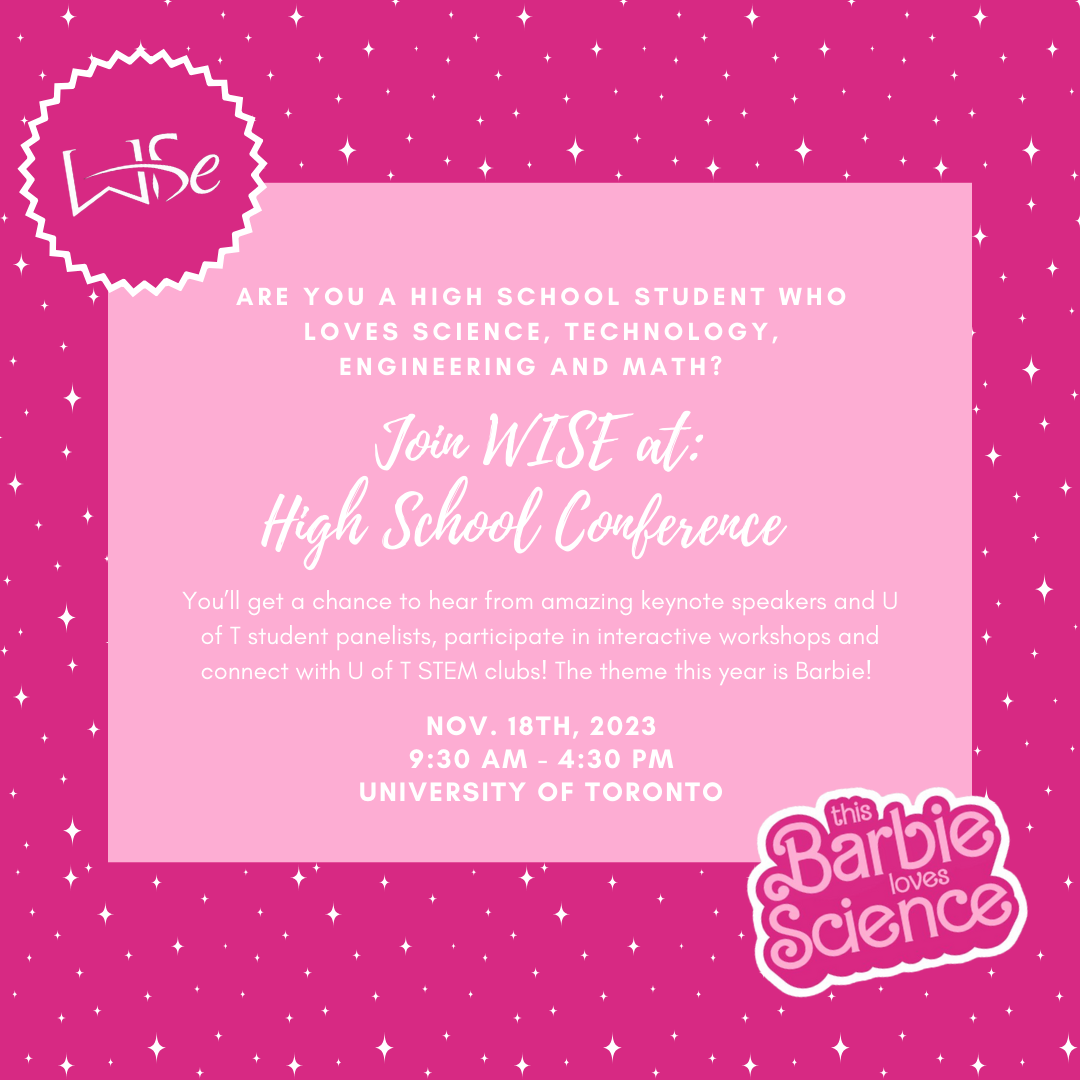 WISe
ARE YOU A HIGH SCHOOL STUDENT WHO
LOVES SCIENCE, TECHNOLOGY,
ENGINEERING AND MATH?
Join WISE at:
High School Conference
You'll get a chance to hear from amazing keynote speakers and U
of T student panelists, participate in interactive workshops and
connect with U of T STEM clubs! The theme this year is Barbie!
NOV. 18TH, 2023
9:30 AM - 4:30 PM
UNIVERSITY OF TORONTO
this
Barbie
loves
Science